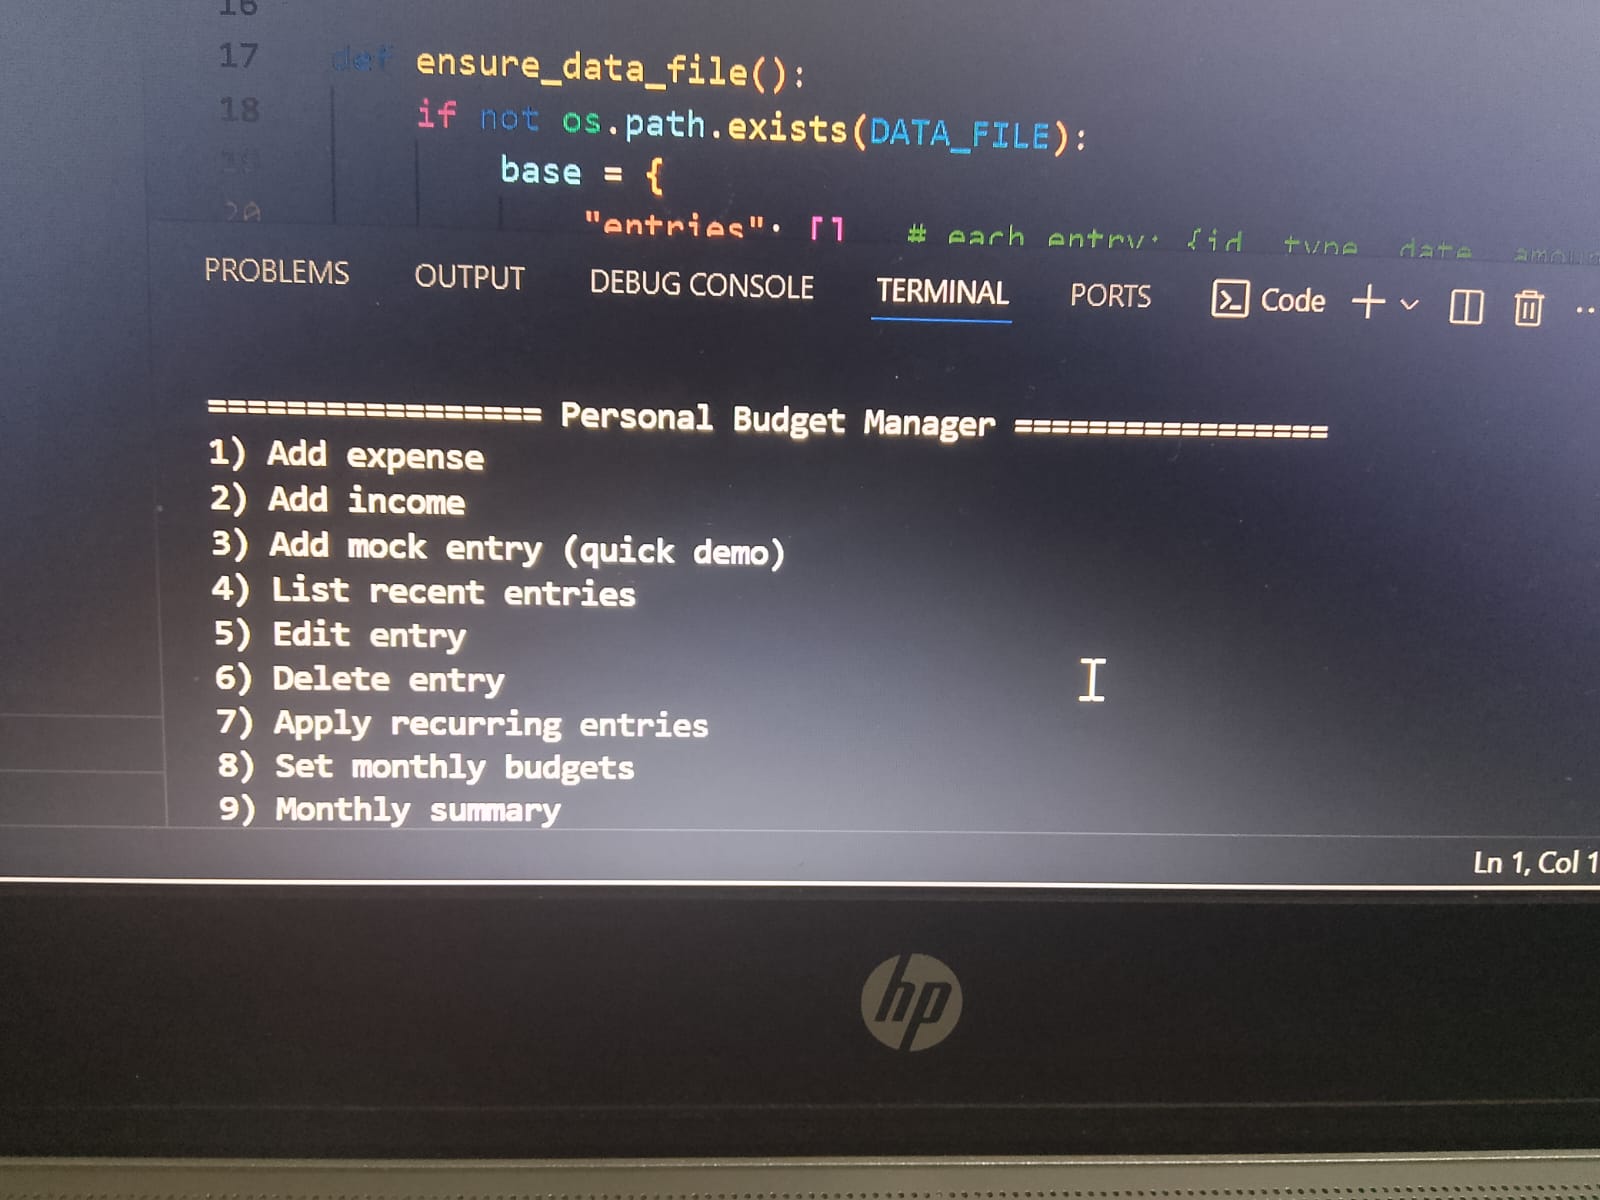 16
17 def ensure_data_file():
18 if not os.path.exists(DATA_FILE):
base = {
20 "entries": [] # each entry: {id type date
PROBLEMS OUTPUT DEBUG CONSOLE TERMINAL PORTS Code
================= Personal Budget Manager ================
1) Add expense
2) Add income
3) Add mock entry (quick demo)
4) List recent entries
5) Edit entry
6) Delete entry
7) Apply recurring entries
8) Set monthly budgets
9) Monthly summary
Ln 1, Col 1
hp